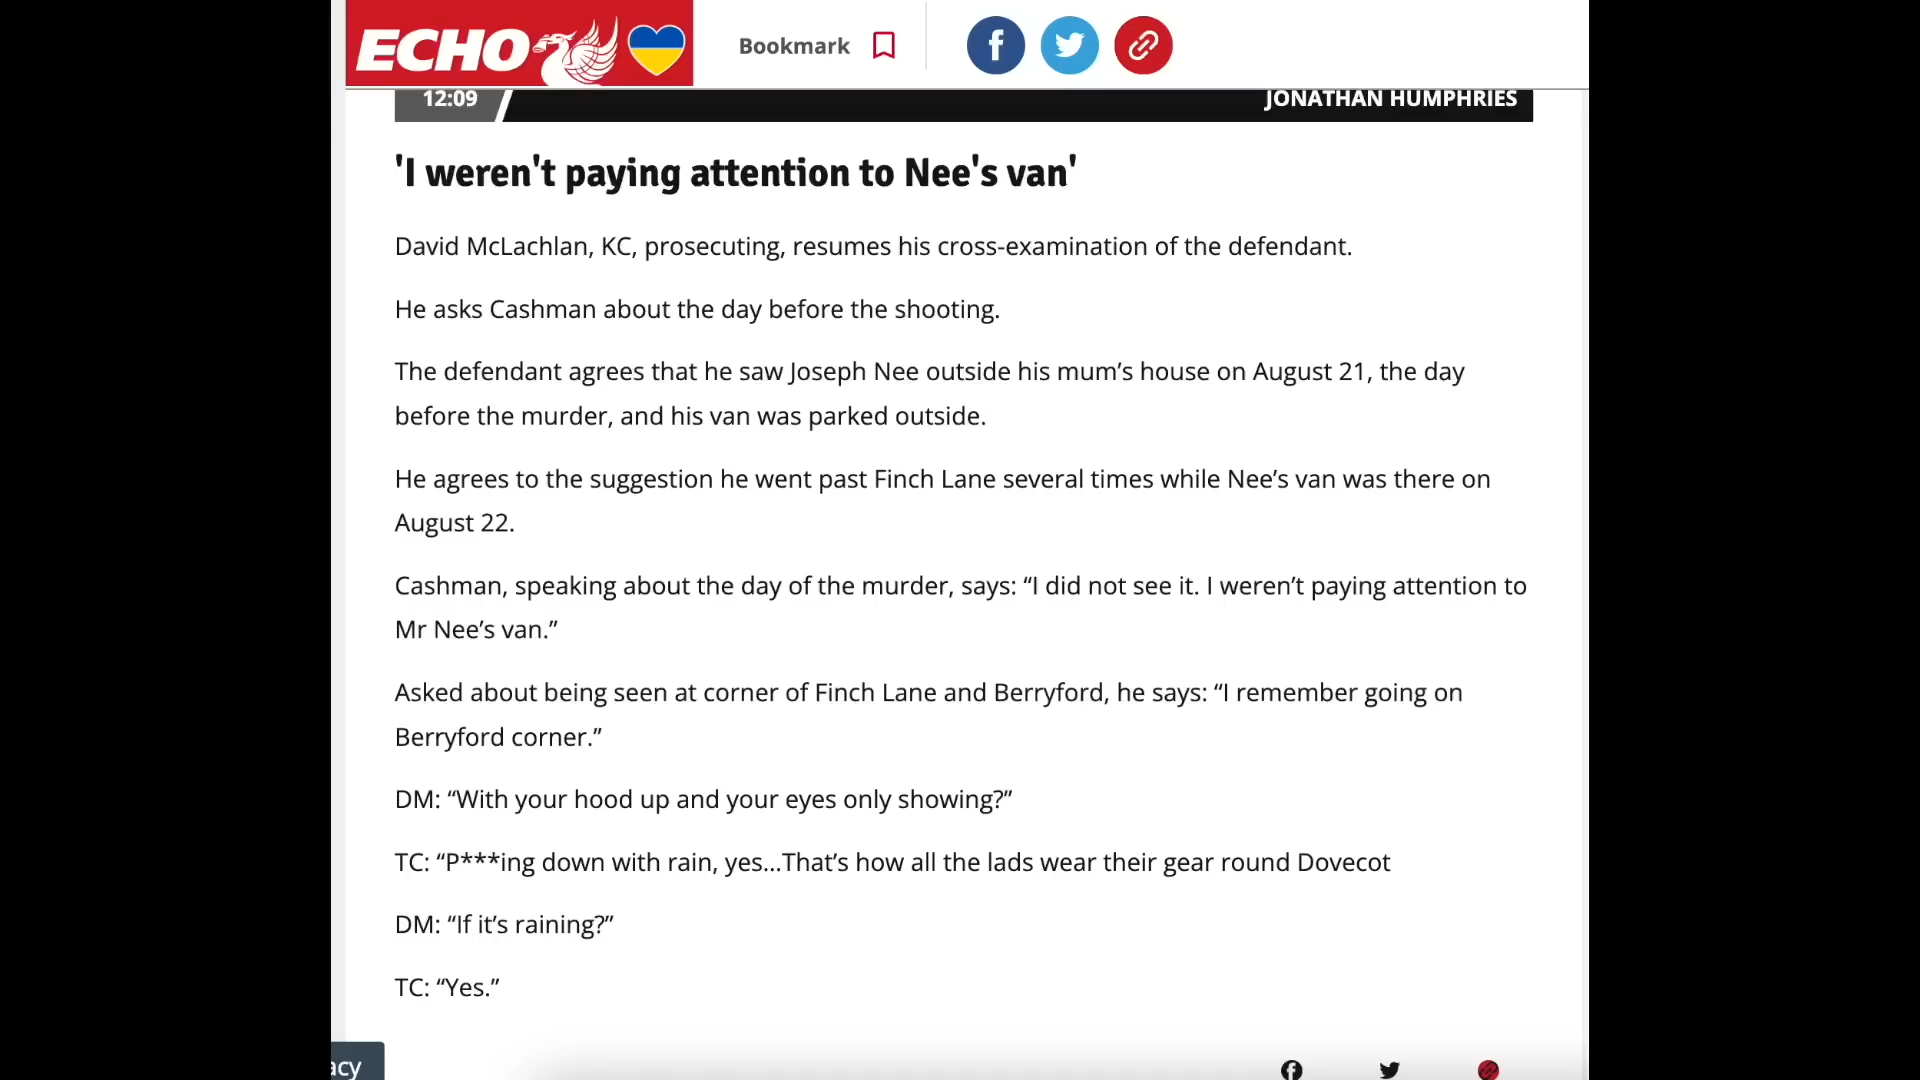 ECHO
Bookmark
12:09
JONATHAN HUMPHRIES
'I weren't paying attention to Nee's van'
David McLachlan, KC, prosecuting, resumes his cross-examination of the defendant.
He asks Cashman about the day before the shooting.
The defendant agrees that he saw Joseph Nee outside his mum’s house on August 21, the day
before the murder, and his van was parked outside.
He agrees to the suggestion he went past Finch Lane several times while Nee’s van was there on
August 22.
Cashman, speaking about the day of the murder, says: “I did not see it. I weren’t paying attention to
Mr Nee’s van.”
Asked about being seen at corner of Finch Lane and Berryford, he says: “I remember going on
Berryford corner.”
DM: “With your hood up and your eyes only showing?”
TC: “P***ing down with rain, yes...That’s how all the lads wear their gear round Dovecot
DM: “If it’s raining?”
TC: “Yes.”
acy